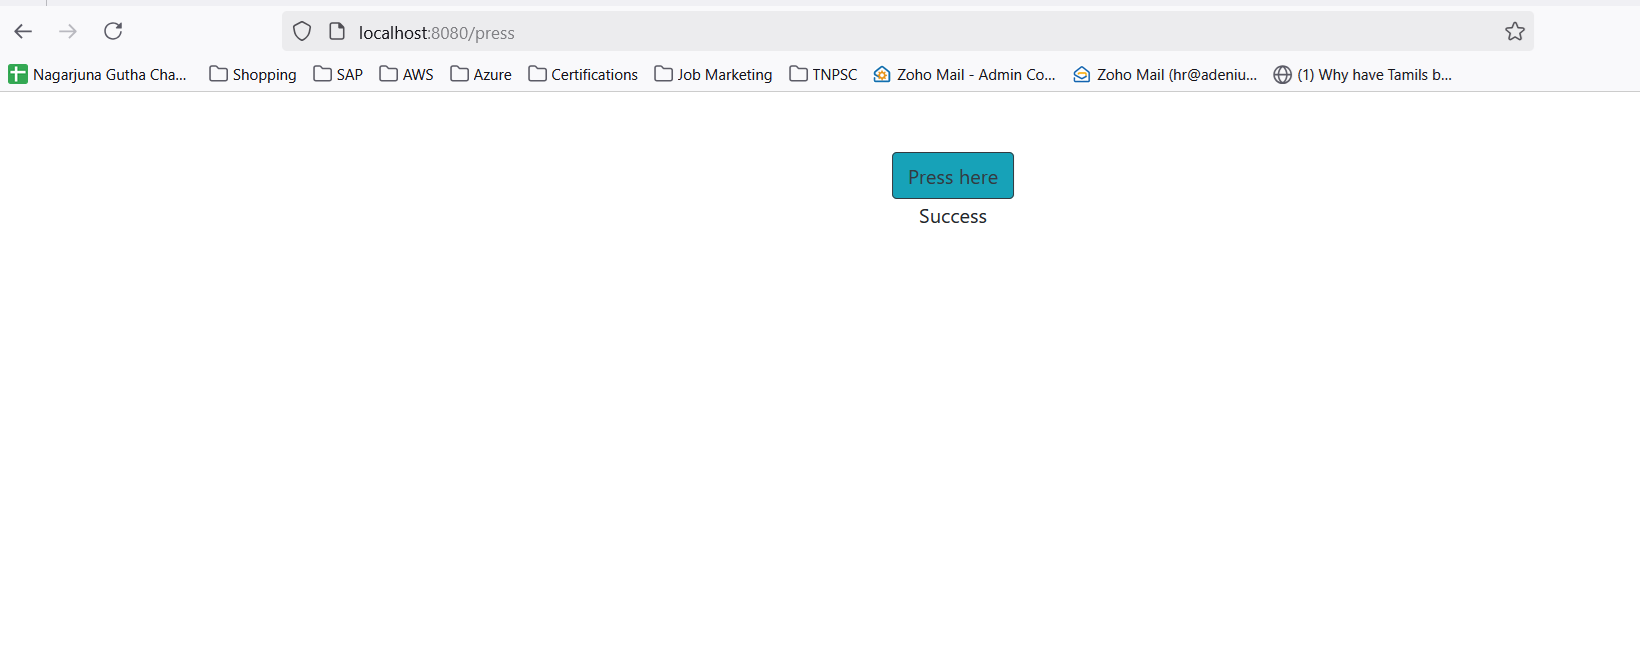 localhost:8080/press
Nagarjuna Gutha Cha... Shopping SAP AWS Azure Certifications Job Marketing TNPSC Zoho Mail - Admin Co... Zoho Mail (hr@adeniu... (1) Why have Tamils b...
Press here
Success